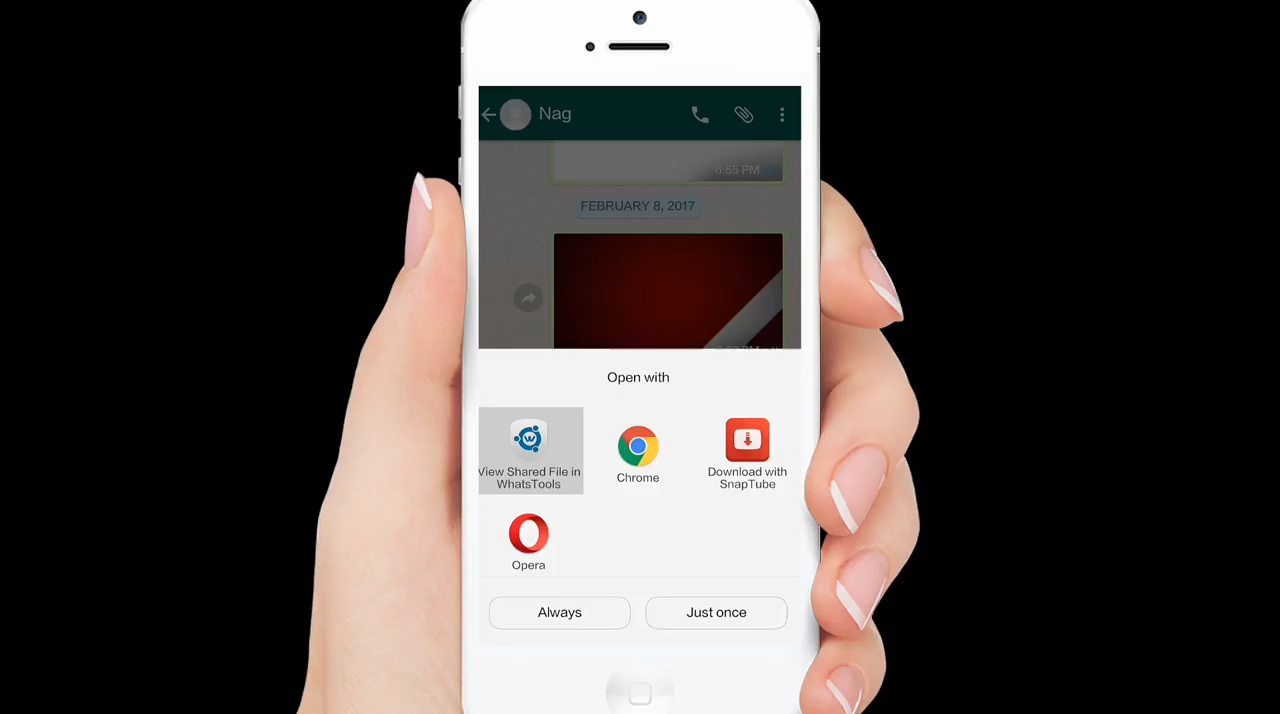 Nag
6:55 PM
FEBRUARY 8, 2017
Open with
View Shared File in
WhatsTools
Chrome
Download with
SnapTube
Opera
Always
Just once